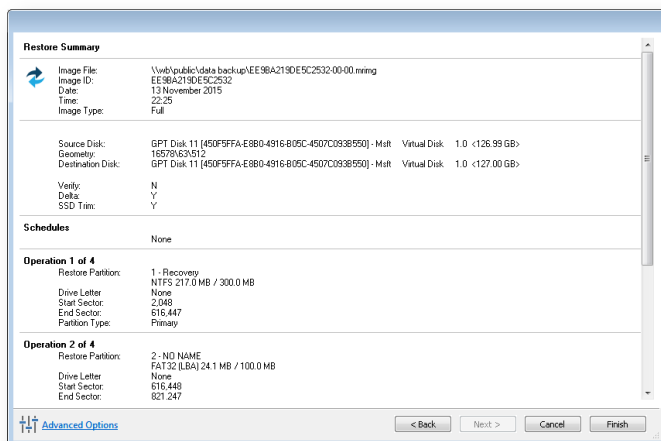 Restore Summary
Image File: \\wb\public\data backup\EE9BA219DE5C2532-00-00.mrimg
Image ID: EE9BA219DE5C2532
Date: 13 November 2015
Time: 22:25
Image Type: Full
Source Disk: GPT Disk 11 [450F5FFA-E8B0-4916-B05C-4507C093B550] - Msft Virtual Disk 1.0 <126.99 GB>
Geometry: 16578\63\512
Destination Disk: GPT Disk 11 [450F5FFA-E8B0-4916-B05C-4507C093B550] - Msft Virtual Disk 1.0 <127.00 GB>
Verify: N
Delta: Y
SSD Trim: Y
Schedules
None
Operation 1 of 4
Restore Partition: 1 - Recovery
NTFS 217.0 MB / 300.0 MB
Drive Letter None
Start Sector: 2,048
End Sector: 616,447
Partition Type: Primary
Operation 2 of 4
Restore Partition: 2 - NO NAME
FAT32 (LBA) 24.1 MB / 100.0 MB
Drive Letter None
Start Sector: 616,448
End Sector: 821,247
Advanced Options
< Back Next > Cancel Finish